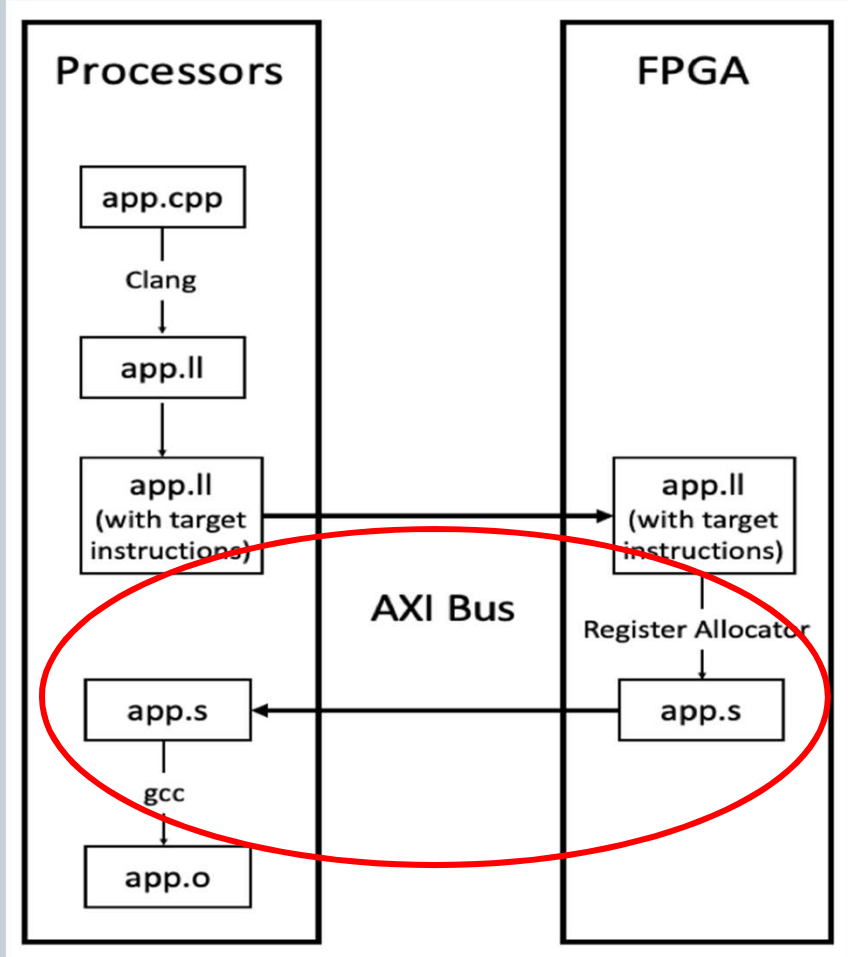 Processors
app.cpp
Clang
app.ll
app.ll
(with target
instructions)
app.s
gcc
app.o
AXI Bus
FPGA
app.ll
(with target
instructions)
Register Allocator
app.s